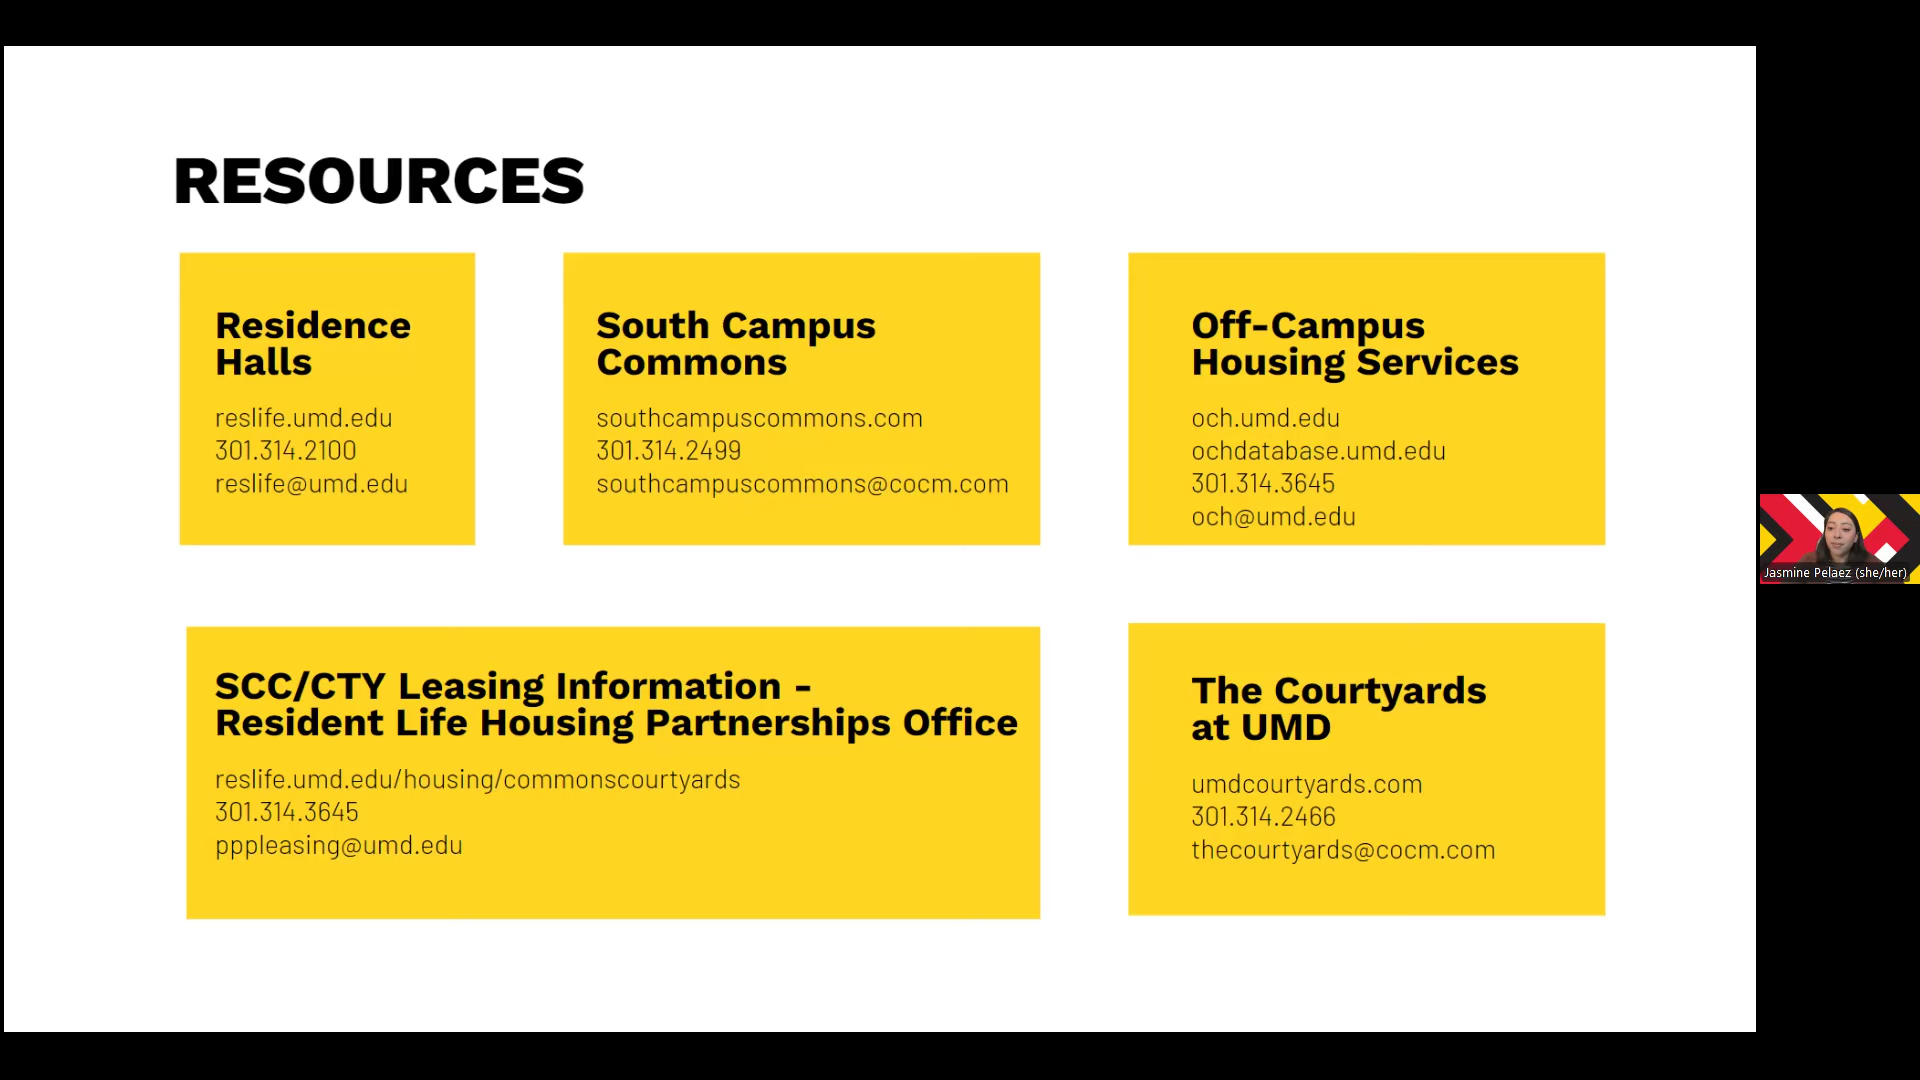 RESOURCES
Residence
Halls
reslife.umd.edu
301.314.2100
reslife@umd.edu
South Campus
Commons
southcampuscommons.com
301.314.2499
southcampuscommons@cocm.com
Off-Campus
Housing Services
och.umd.edu
ochdatabase.umd.edu
301.314.3645
och@umd.edu
SCC/CTY Leasing Information -
Resident Life Housing Partnerships Office
reslife.umd.edu/housing/commonscourtyards
301.314.3645
pppleasing@umd.edu
The Courtyards
at UMD
umdcourtyards.com
301.314.2466
thecourtyards@cocm.com
Jasmine Pelaez (she/her)